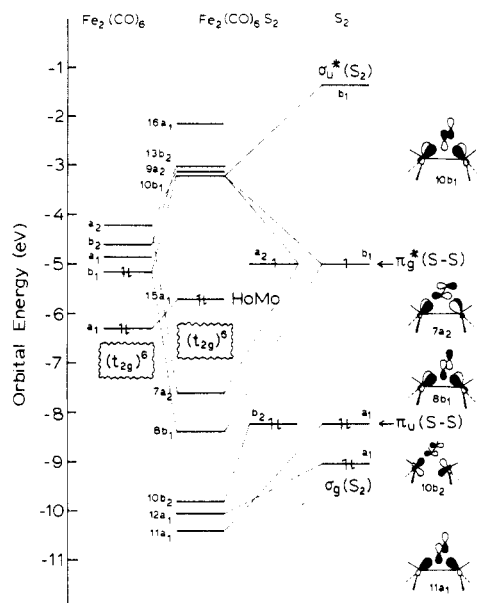 Fe2(CO)6 Fe2(CO)6S2 S2
Orbital Energy (eV)
-1
-2
-3
-4
-5
-6
-7
-8
-9
-10
-11
a2
b2
a1
b1
a1
(t2g)6
16a1
13b2
9a2
10b1
15a1
HoMo
(t2g)6
7a2
8b1
10b2
12a1
11a1
σu*(S2)
b1
a2
b1
πg*(S-S)
b2
a1
πu(S-S)
a1
σg(S2)
10b1
7a2
8b1
10b2
11a1